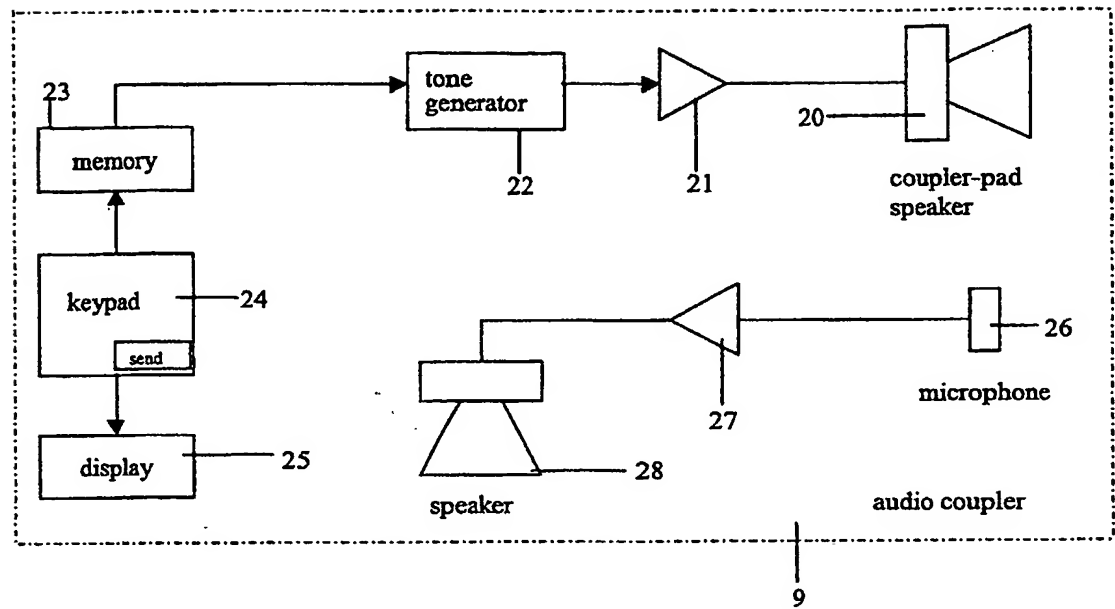 23
memory
tone
generator
22
21
20
coupler-pad
speaker
keypad
24
send
display
25
speaker
28
27
26
microphone
audio coupler
9